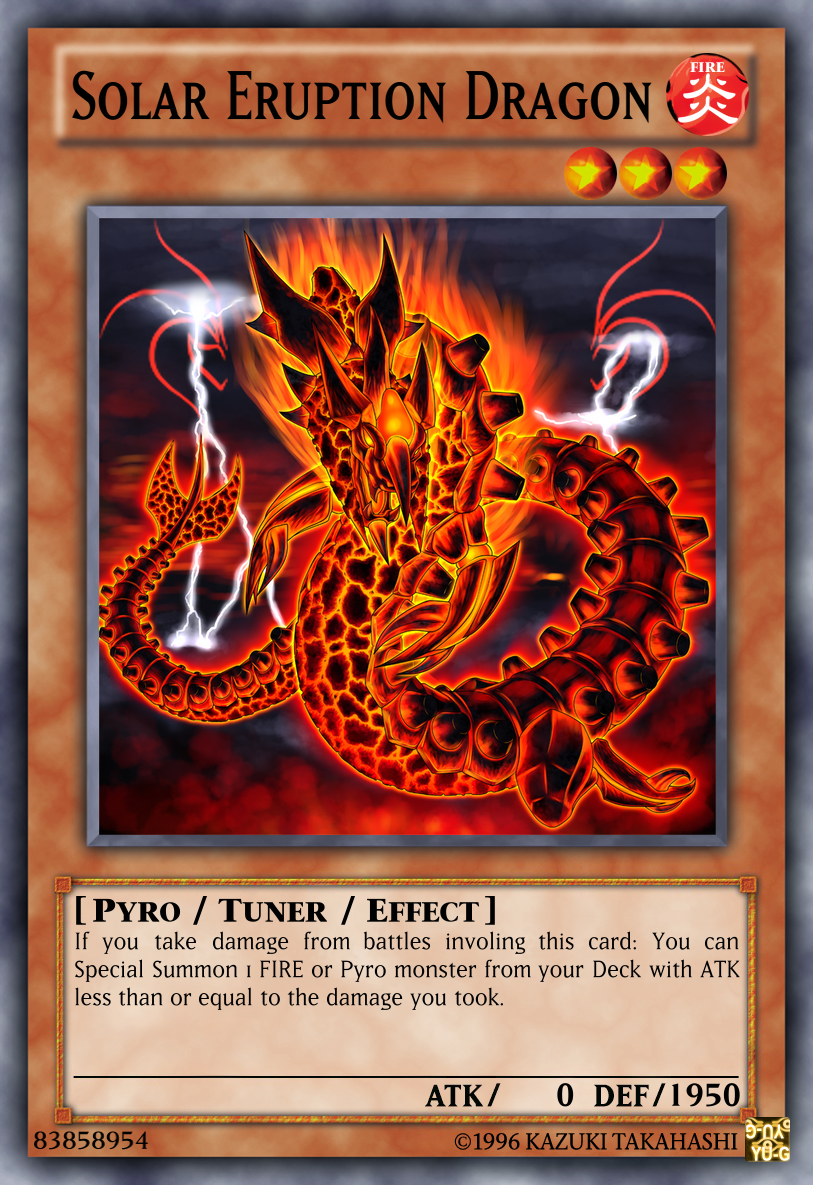 Solar Eruption Dragon
FIRE
炎
[ Pyro / Tuner / Effect ]
If you take damage from battles involing this card: You can
Special Summon 1 FIRE or Pyro monster from your Deck with ATK
less than or equal to the damage you took.
ATK/ 0 DEF/1950
83858954
©1996 KAZUKI TAKAHASHI